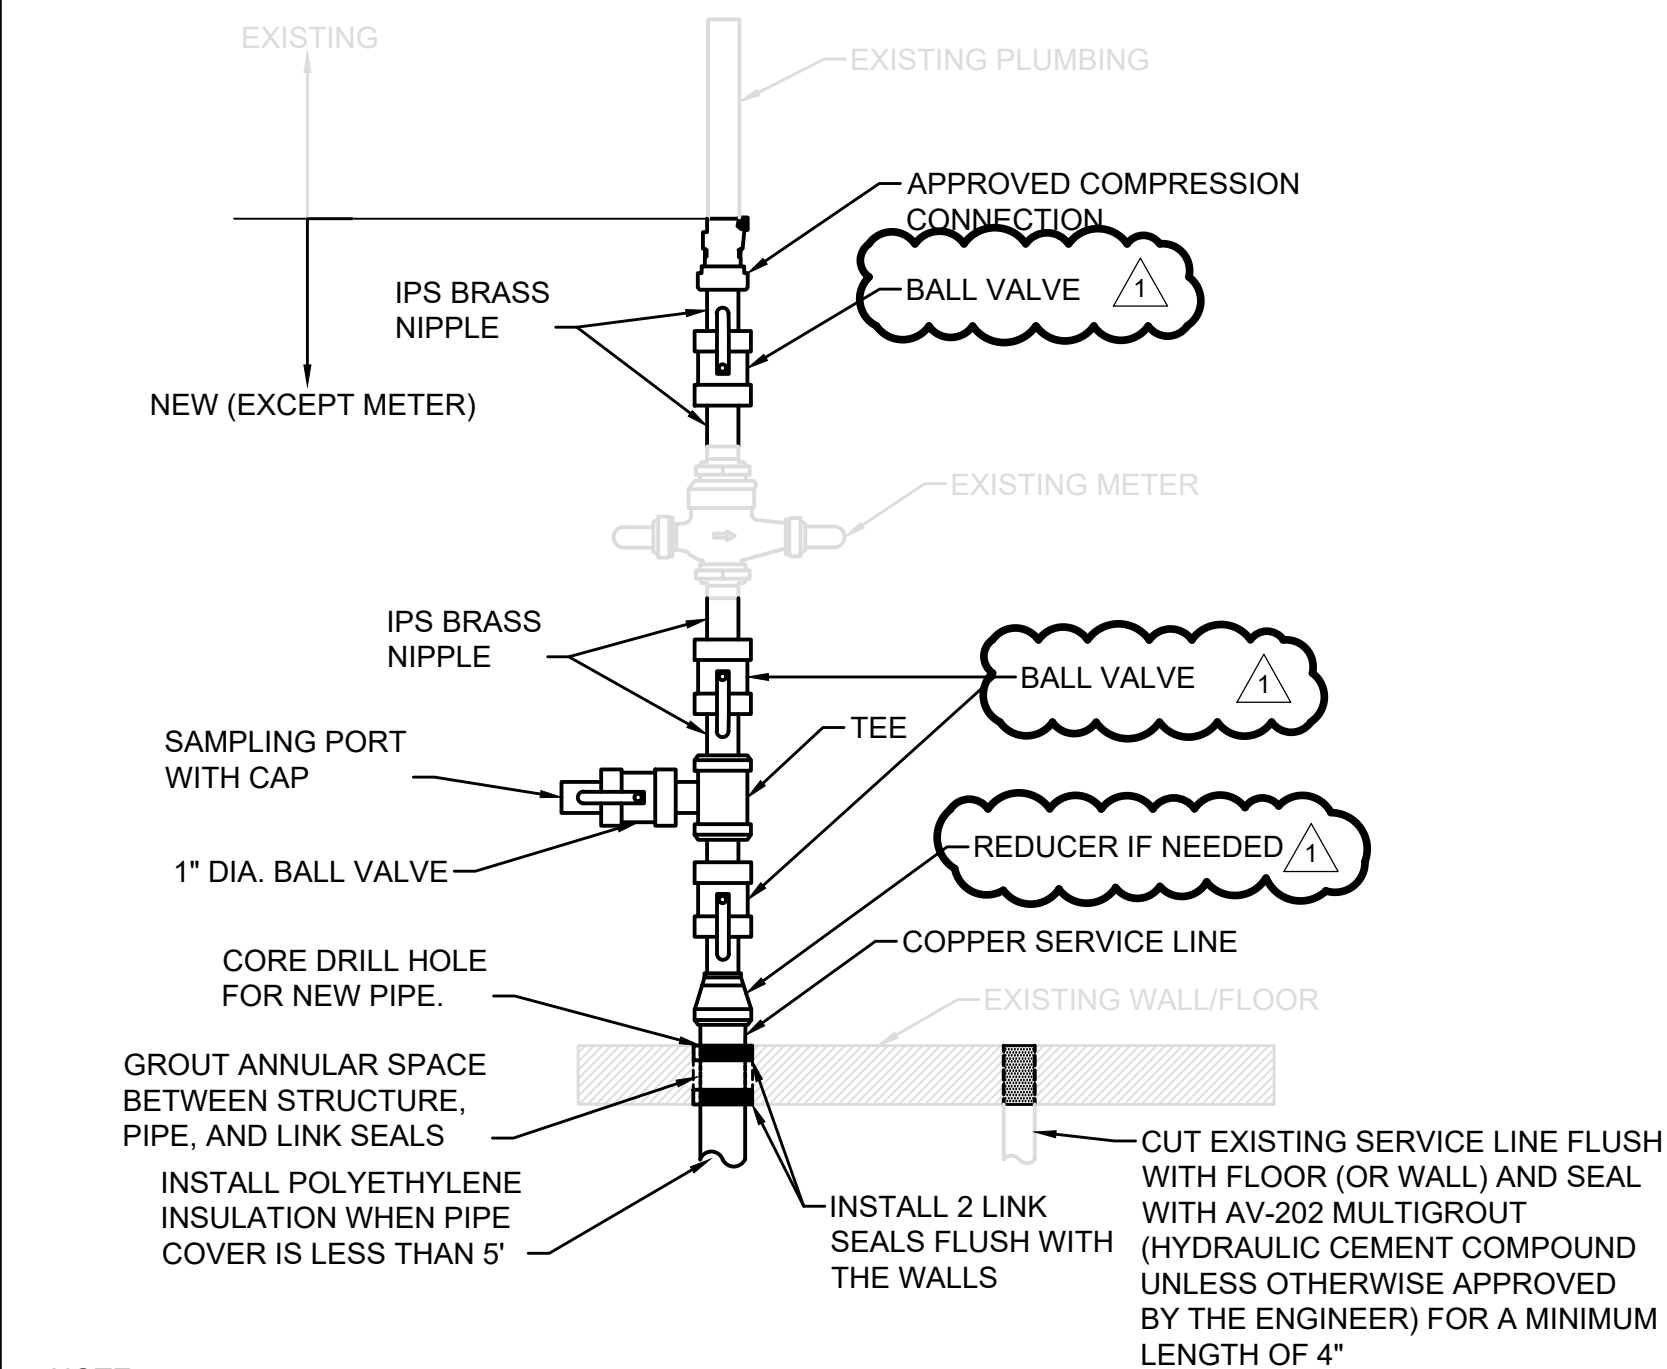 EXISTING
EXISTING PLUMBING
APPROVED COMPRESSION
CONNECTION
BALL VALVE 1
IPS BRASS
NIPPLE
NEW (EXCEPT METER)
EXISTING METER
IPS BRASS
NIPPLE
BALL VALVE 1
TEE
SAMPLING PORT
WITH CAP
REDUCER IF NEEDED 1
1" DIA. BALL VALVE
COPPER SERVICE LINE
CORE DRILL HOLE
FOR NEW PIPE.
EXISTING WALL/FLOOR
GROUT ANNULAR SPACE
BETWEEN STRUCTURE,
PIPE, AND LINK SEALS
INSTALL POLYETHYLENE
INSULATION WHEN PIPE
COVER IS LESS THAN 5'
INSTALL 2 LINK
SEALS FLUSH WITH
THE WALLS
CUT EXISTING SERVICE LINE FLUSH
WITH FLOOR (OR WALL) AND SEAL
WITH AV-202 MULTIGROUT
(HYDRAULIC CEMENT COMPOUND
UNLESS OTHERWISE APPROVED
BY THE ENGINEER) FOR A MINIMUM
LENGTH OF 4"